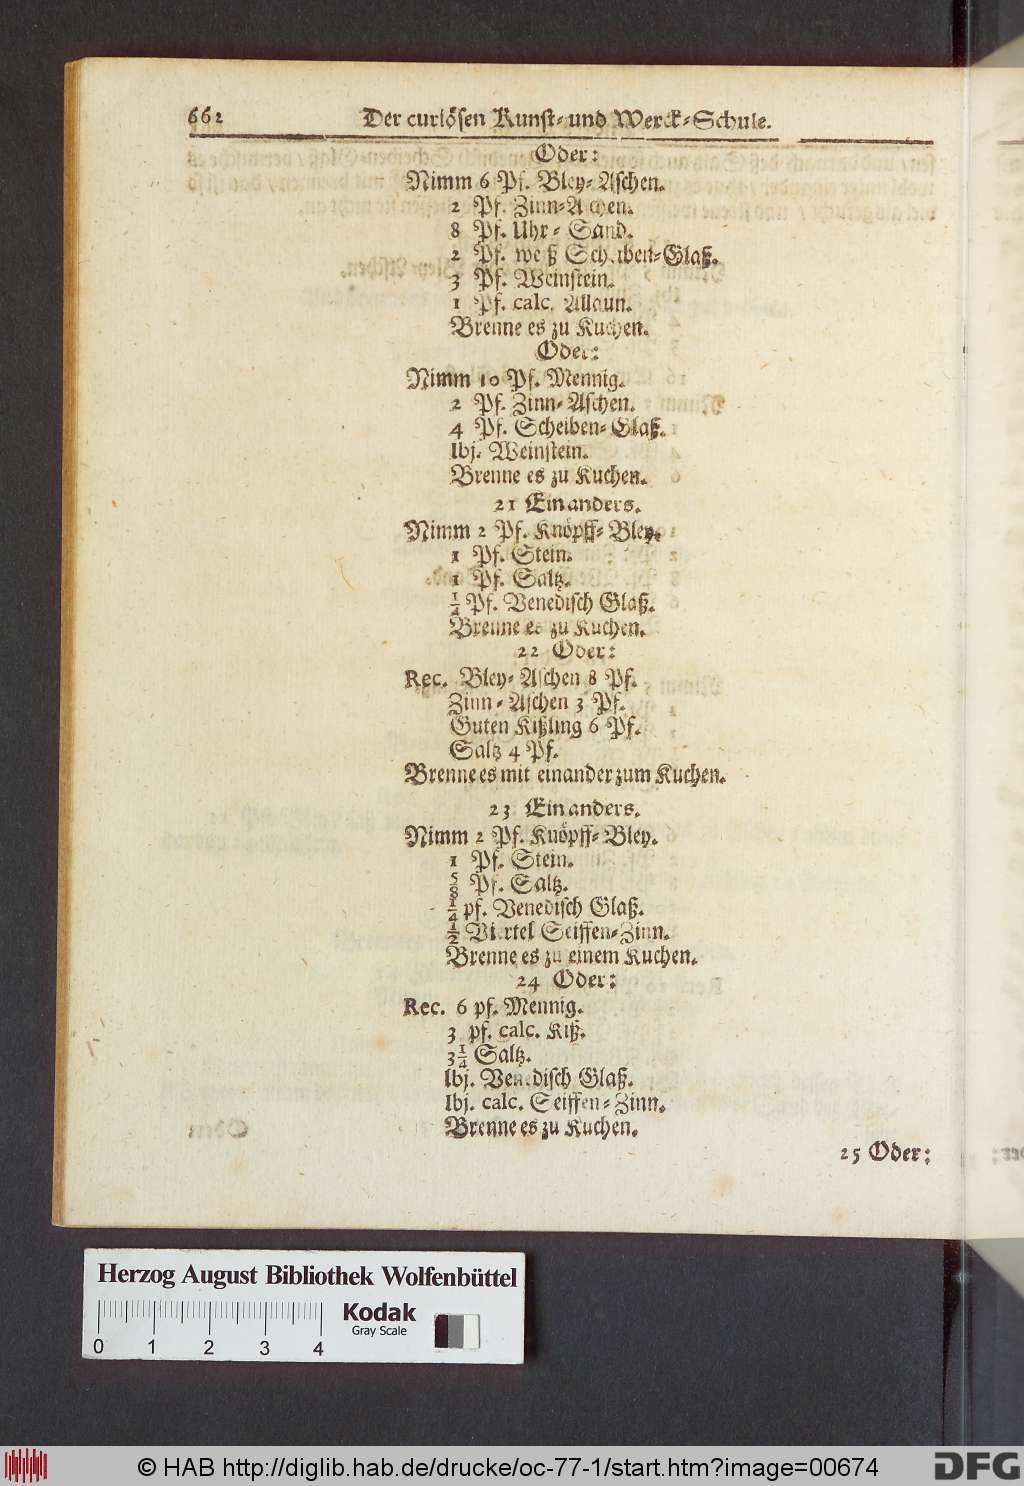 662 Der curiösen Kunst- und Werck-Schule.
Oder:
Nimm 6 Pf. Bley-Aschen.
2 Pf. Zinn-Aschen.
8 Pf. Uhr-Sand.
2 Pf. weiß Scheiben-Glaß.
3 Pf. Weinstein.
1 Pf. calc. Allaun.
Brenne es zu Kuchen.
Oder:
Nimm 10 Pf. Mennig.
2 Pf. Zinn-Aschen.
4 Pf. Scheiben-Glaß.
lbj. Weinstein.
Brenne es zu Kuchen.
21 Ein anders.
Nimm 2 Pf. Knöpff-Bley.
1 Pf. Stein.
1 Pf. Saltz.
1/4 Pf. Venedisch Glaß.
Brenne es zu Kuchen.
22 Oder:
Rec. Bley-Aschen 8 Pf.
Zinn-Aschen 3 Pf.
Guten Kißling 6 Pf.
Saltz 4 Pf.
Brenne es mit einander zum Kuchen.
23 Ein anders.
Nimm 2 Pf. Knöpff-Bley.
1 Pf. Stein.
5/8 Pf. Saltz.
1/4 pf. Venedisch Glaß.
1/2 Viertel Seiffen-Zinn.
Brenne es zu einem Kuchen.
24 Oder:
Rec. 6 pf. Mennig.
3 pf. calc. Kiß.
3 1/4 Saltz.
lbj. Venedisch Glaß.
lbj. calc. Seiffen-Zinn.
Brenne es zu Kuchen.
25 Oder:
Herzog August Bibliothek Wolfenbüttel
Kodak
Gray Scale
0 1 2 3 4
© HAB http://diglib.hab.de/drucke/oc-77-1/start.htm?image=00674
DFG